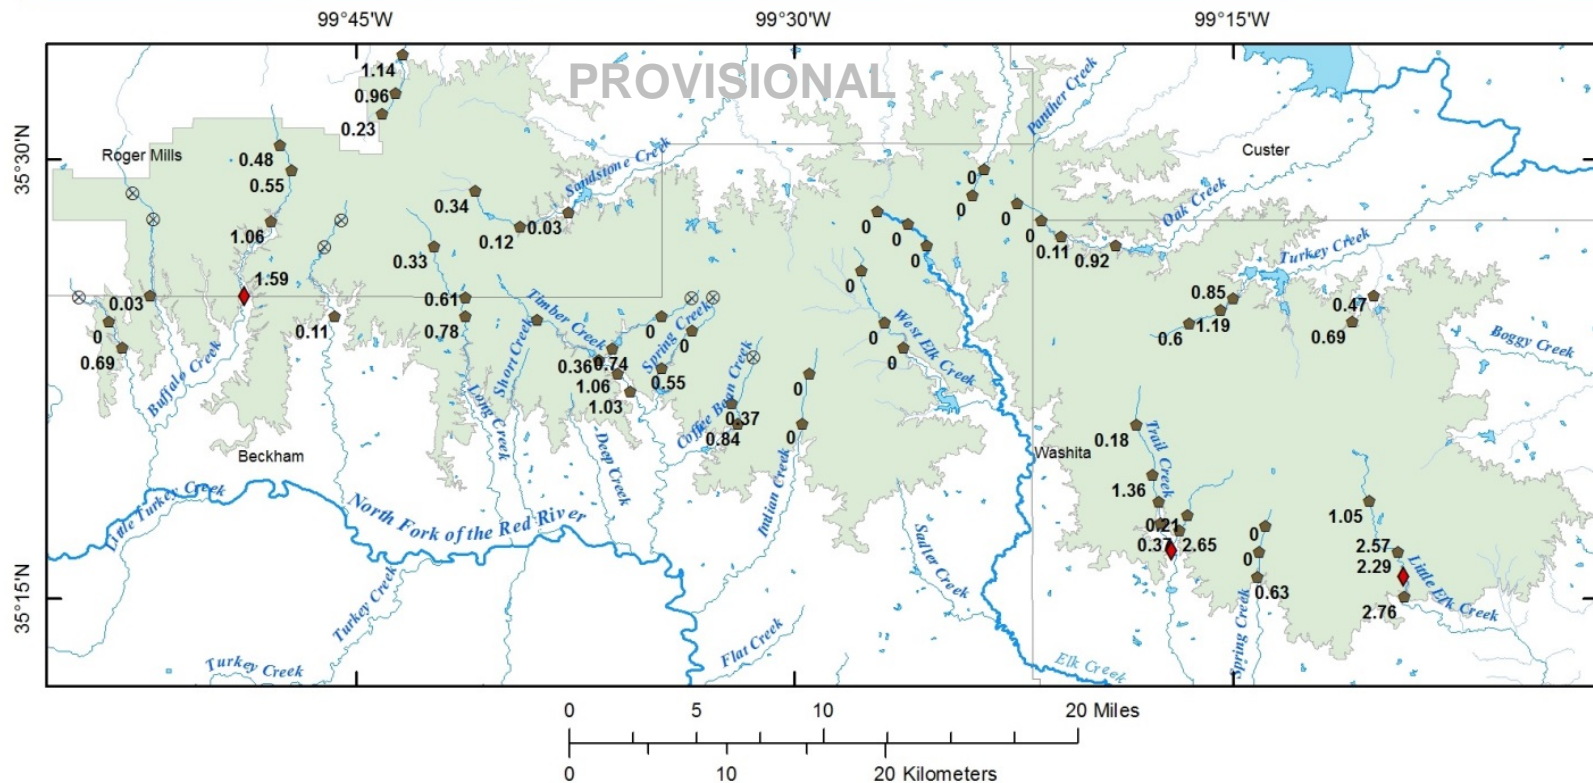 99°45'W
99°30'W
99°15'W
PROVISIONAL
35°30'N
35°15'N
1.14
0.96
0.23
Panther Creek
Roger Mills
0.48
0.55
1.06
1.59
0.34
0.12
0.03
Sandstone Creek
0
0
Custer
0
0
0.11
0.92
Oak Creek
Turkey Creek
0
0
0
0
0.03
0
0.69
Buffalo Creek
0.11
0.33
0.61
0.78
Timber Creek
Short Creek
0.36
0.74
1.06
1.03
0
Spring Creek
0
0.55
0
0
West Elk Creek
0.85
1.19
0.6
0.47
0.69
Boggy Creek
Long Creek
Deep Creek
Coffee Bean Creek
0.37
0.84
0
0
Indian Creek
Beckham
Washita
0.18
Trail Creek
1.36
0.21
0.37
2.65
0
0
0.63
Spring Creek
1.05
2.57
2.29
2.76
Little Elk Creek
Little Turkey Creek
North Fork of the Red River
Sadler Creek
Turkey Creek
Turkey Creek
Flat Creek
Elk Creek
0 5 10 20 Miles
0 10 20 Kilometers